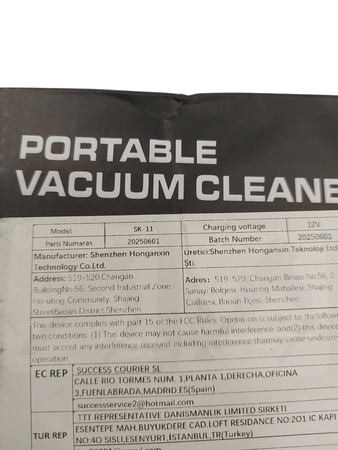 PORTABLE
VACUUM CLEANE
Model SK-11 Charging voltage 12V
Parti Numaras 20250601 Batch Number 20250601
Manufacturer: Shenzhen Honganxin
Technology Co.Ltd.
Address: 519-520,Changan
BuildingNo.56, Second Industrial Zone,
Houting Community, Shajing
StreetBaoan District,Shenzhen
Uretici:Shenzhen Honganxin Teknoloji Ltd
Şti.
Adres: 519-520, Changan Binası No.56, 2.
Sanayi Bölgesi, Houting Mahallesi, Shajing
Caddesi, Baoan İlçesi, Shenzhen
This device complies with part 15 of the FCC Rules. Operation is subject to the following
two conditions: (1) This device may not cause harmful interference, and(2) this device
must accept any interference received including interference that may cause undesired
operation
EC REP SUCCESS COURIER SL
CALLE RIO TORMES NUM. 1,PLANTA 1,DERECHA,OFICINA
3,FUENLABRADA,MADRID,ES(Spain)
successservice2@hotmail.com
TUR REP TTT REPRESENTATIVE DANISMANLIK LIMITED SIRKETI
ESENTEPE MAH.BUYUKDERE CAD.LOFT RESIDANCE NO:201 IC KAPI
NO:40 SISLI,ESENYURT,İSTANBUL,TR(Turkey)